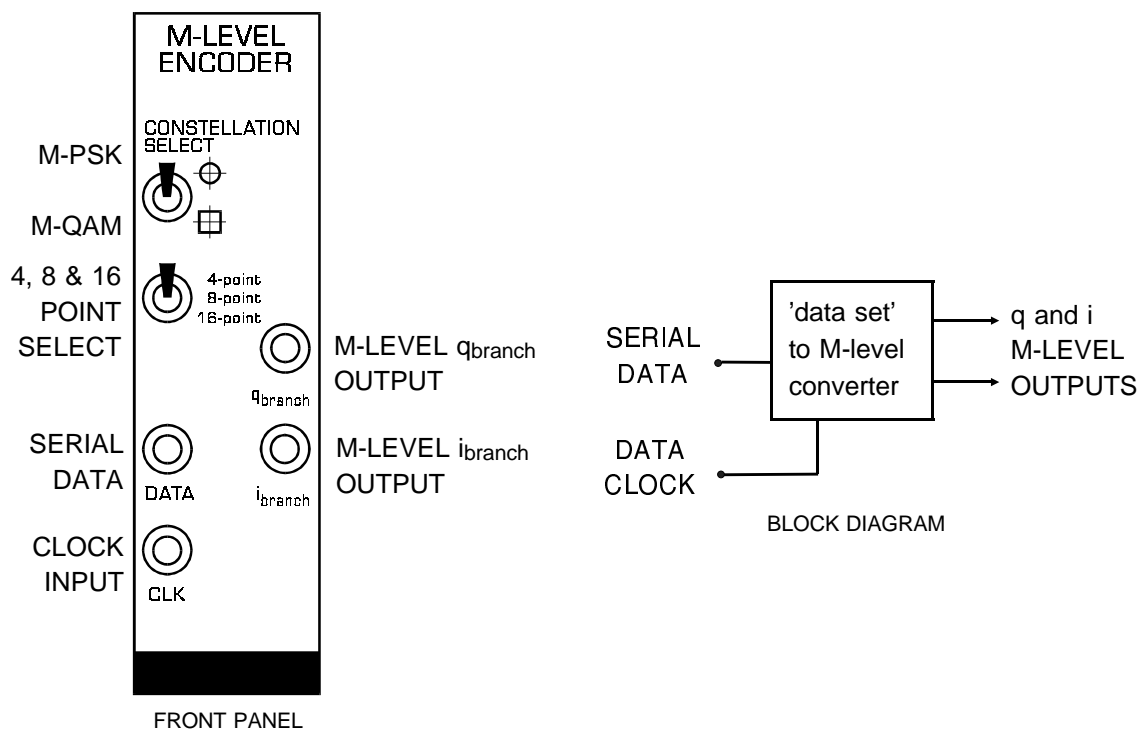 M-LEVEL
ENCODER
CONSTELLATION
SELECT
M-PSK
M-QAM
4, 8 & 16
POINT
SELECT
4-point
8-point
16-point
M-LEVEL qbranch
OUTPUT
qbranch
SERIAL
DATA
DATA
M-LEVEL ibranch
OUTPUT
ibranch
CLOCK
INPUT
CLK
FRONT PANEL
SERIAL
DATA
DATA
CLOCK
'data set'
to M-level
converter
q and i
M-LEVEL
OUTPUTS
BLOCK DIAGRAM